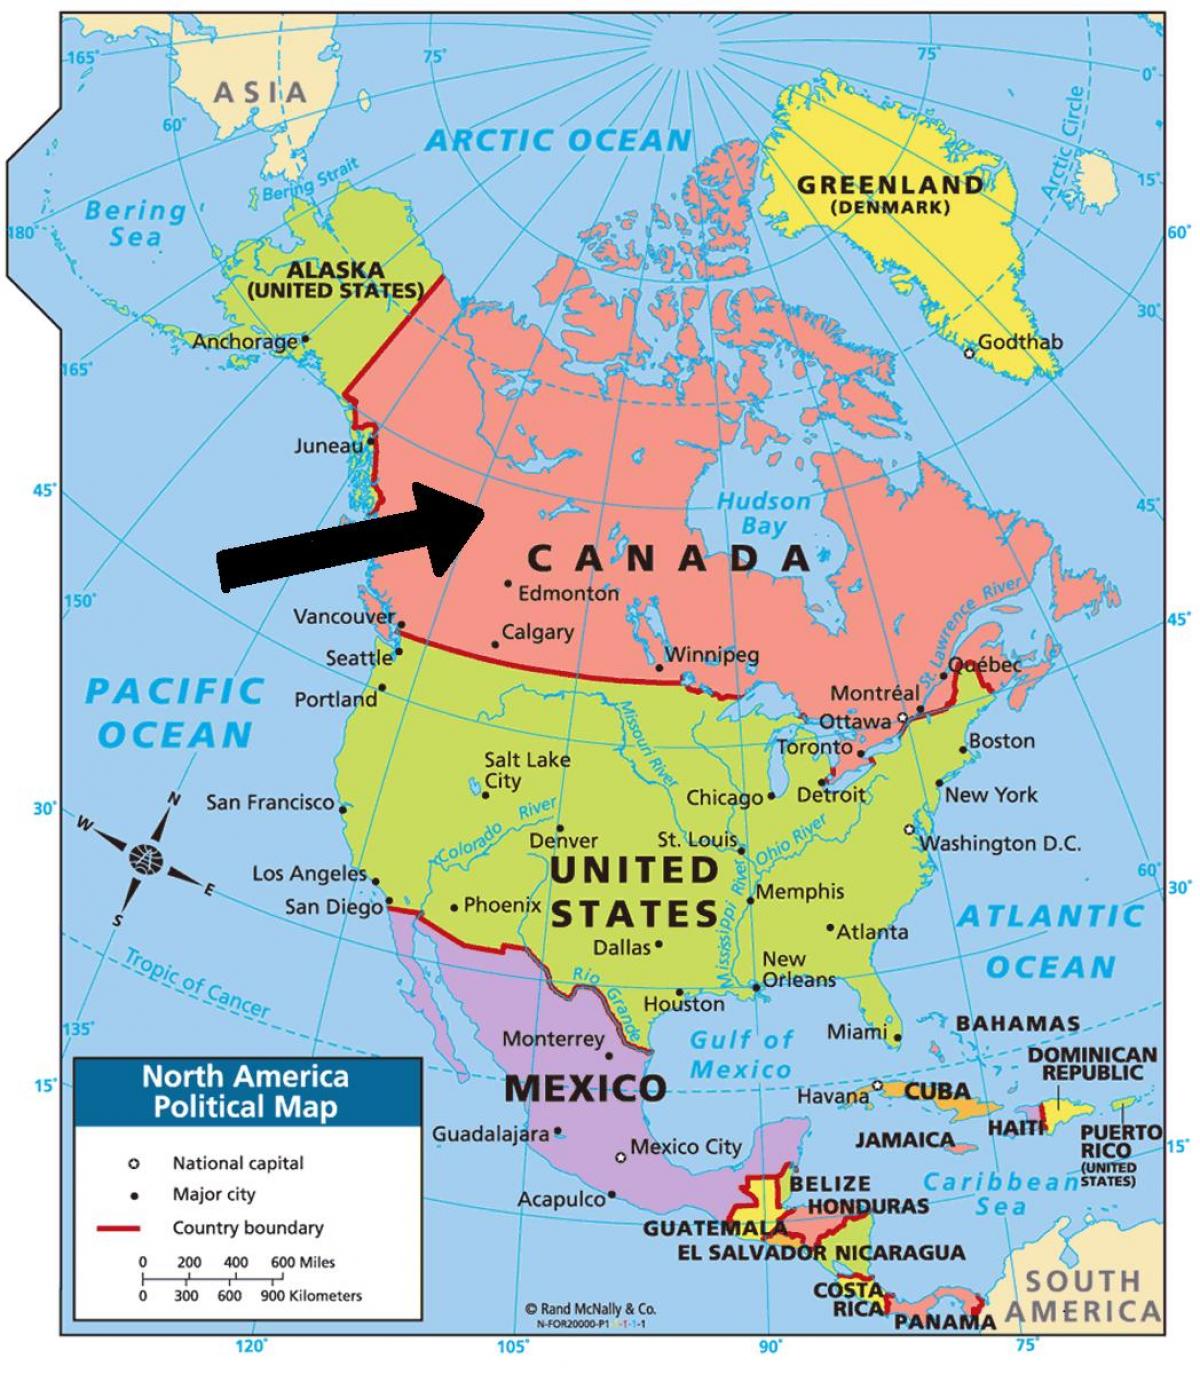 165°
75°
75°
0°
ASIA
60°
ARCTIC OCEAN
Arctic Circle
Bering Strait
15°
GREENLAND
(DENMARK)
Bering
Sea
180°
60°
ALASKA
(UNITED STATES)
30°
Anchorage
Godthab
165°
Juneau
45°
Hudson
Bay
45°
CANADA
Edmonton
150°
St. Lawrence River
Vancouver
45°
Calgary
Seattle
Winnipeg
Québec
PACIFIC
OCEAN
Portland
Montréal
Ottawa
Missouri River
Toronto
Boston
Salt Lake
City
N
San Francisco
30°
Chicago
Detroit
New York
W
Colorado River
Denver
St. Louis
Ohio River
Washington D.C.
UNITED
STATES
60°
Los Angeles
E
30°
Memphis
San Diego
Phoenix
S
Mississippi River
ATLANTIC
OCEAN
Dallas
Atlanta
Tropic of Cancer
New
Orleans
Rio Grande
Houston
135°
Gulf of
Mexico
Miami
BAHAMAS
Monterrey
DOMINICAN
REPUBLIC
North America
Political Map
15°
MEXICO
Havana
CUBA
HAITI
Guadalajara
Mexico City
JAMAICA
PUERTO
RICO
(UNITED
STATES)
15°
National capital
Major city
Country boundary
Acapulco
BELIZE
Caribbean
Sea
HONDURAS
GUATEMALA
EL SALVADOR
NICARAGUA
0 200 400 600 Miles
0 300 600 900 Kilometers
COSTA
RICA
PANAMA
SOUTH
AMERICA
© Rand McNally & Co.
N-FOR20000-P1 -1-1-1
120°
105°
90°
75°